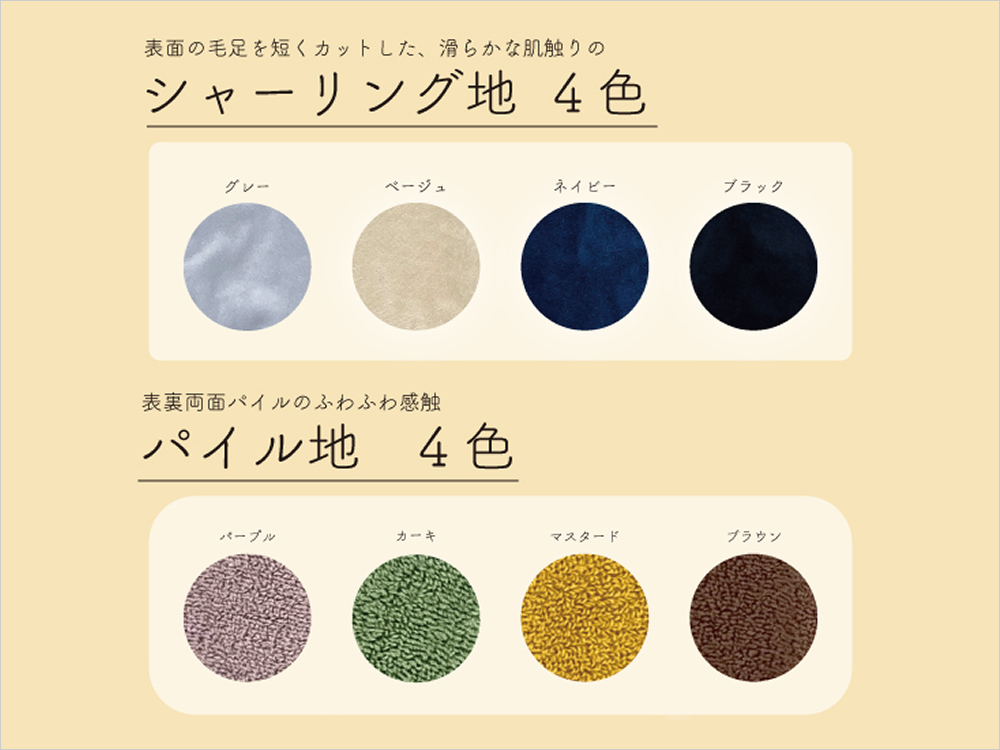 表面の毛足を短くカットした、滑らかな肌触りの
シャーリング地 4色
グレー ベージュ ネイビー ブラック
表裏両面パイルのふわふわ感触
パイル地 4色
パープル カーキ マスタード ブラウン